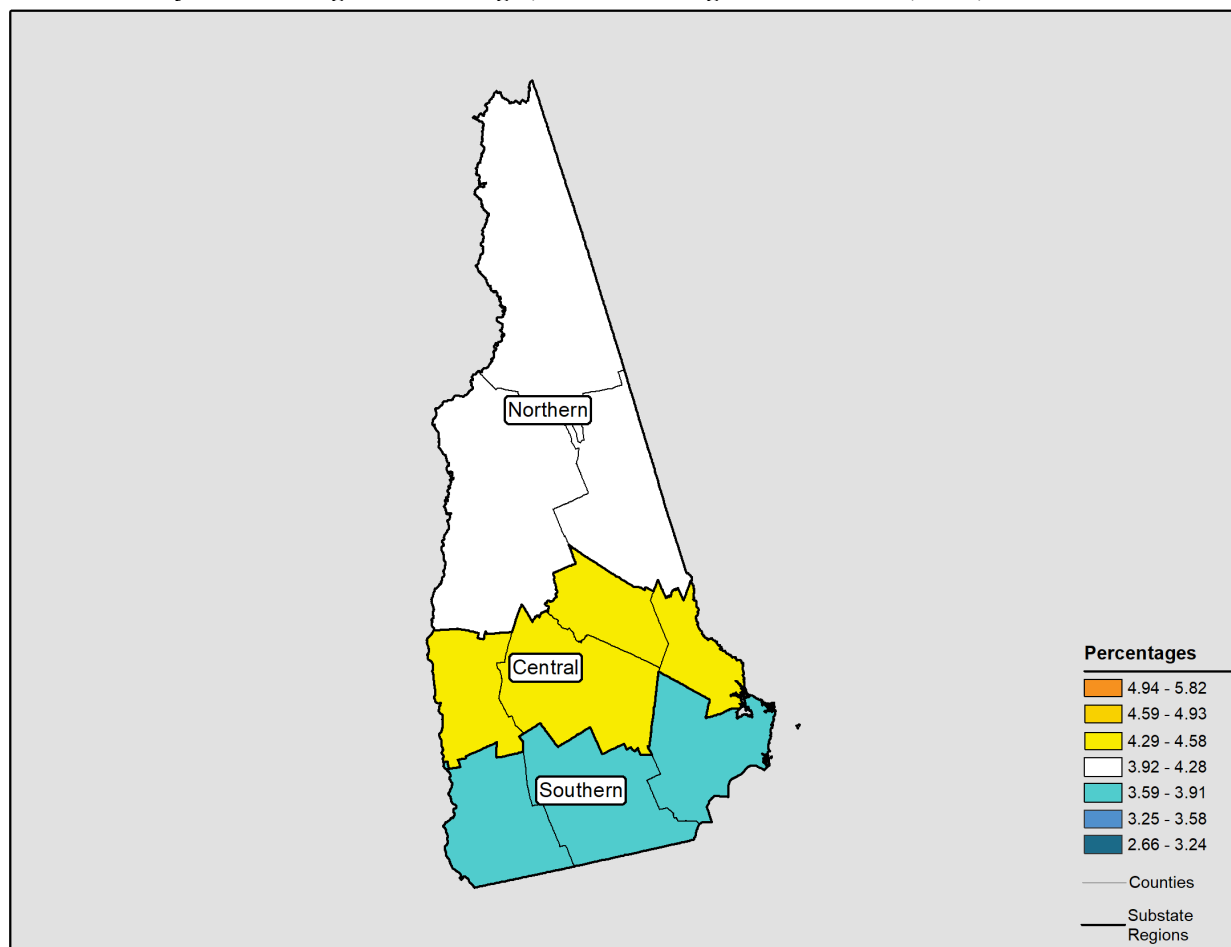 Northern
Central
Southern
Percentages
4.94 - 5.82
4.59 - 4.93
4.29 - 4.58
3.92 - 4.28
3.59 - 3.91
3.25 - 3.58
2.66 - 3.24
Counties
Substate
Regions